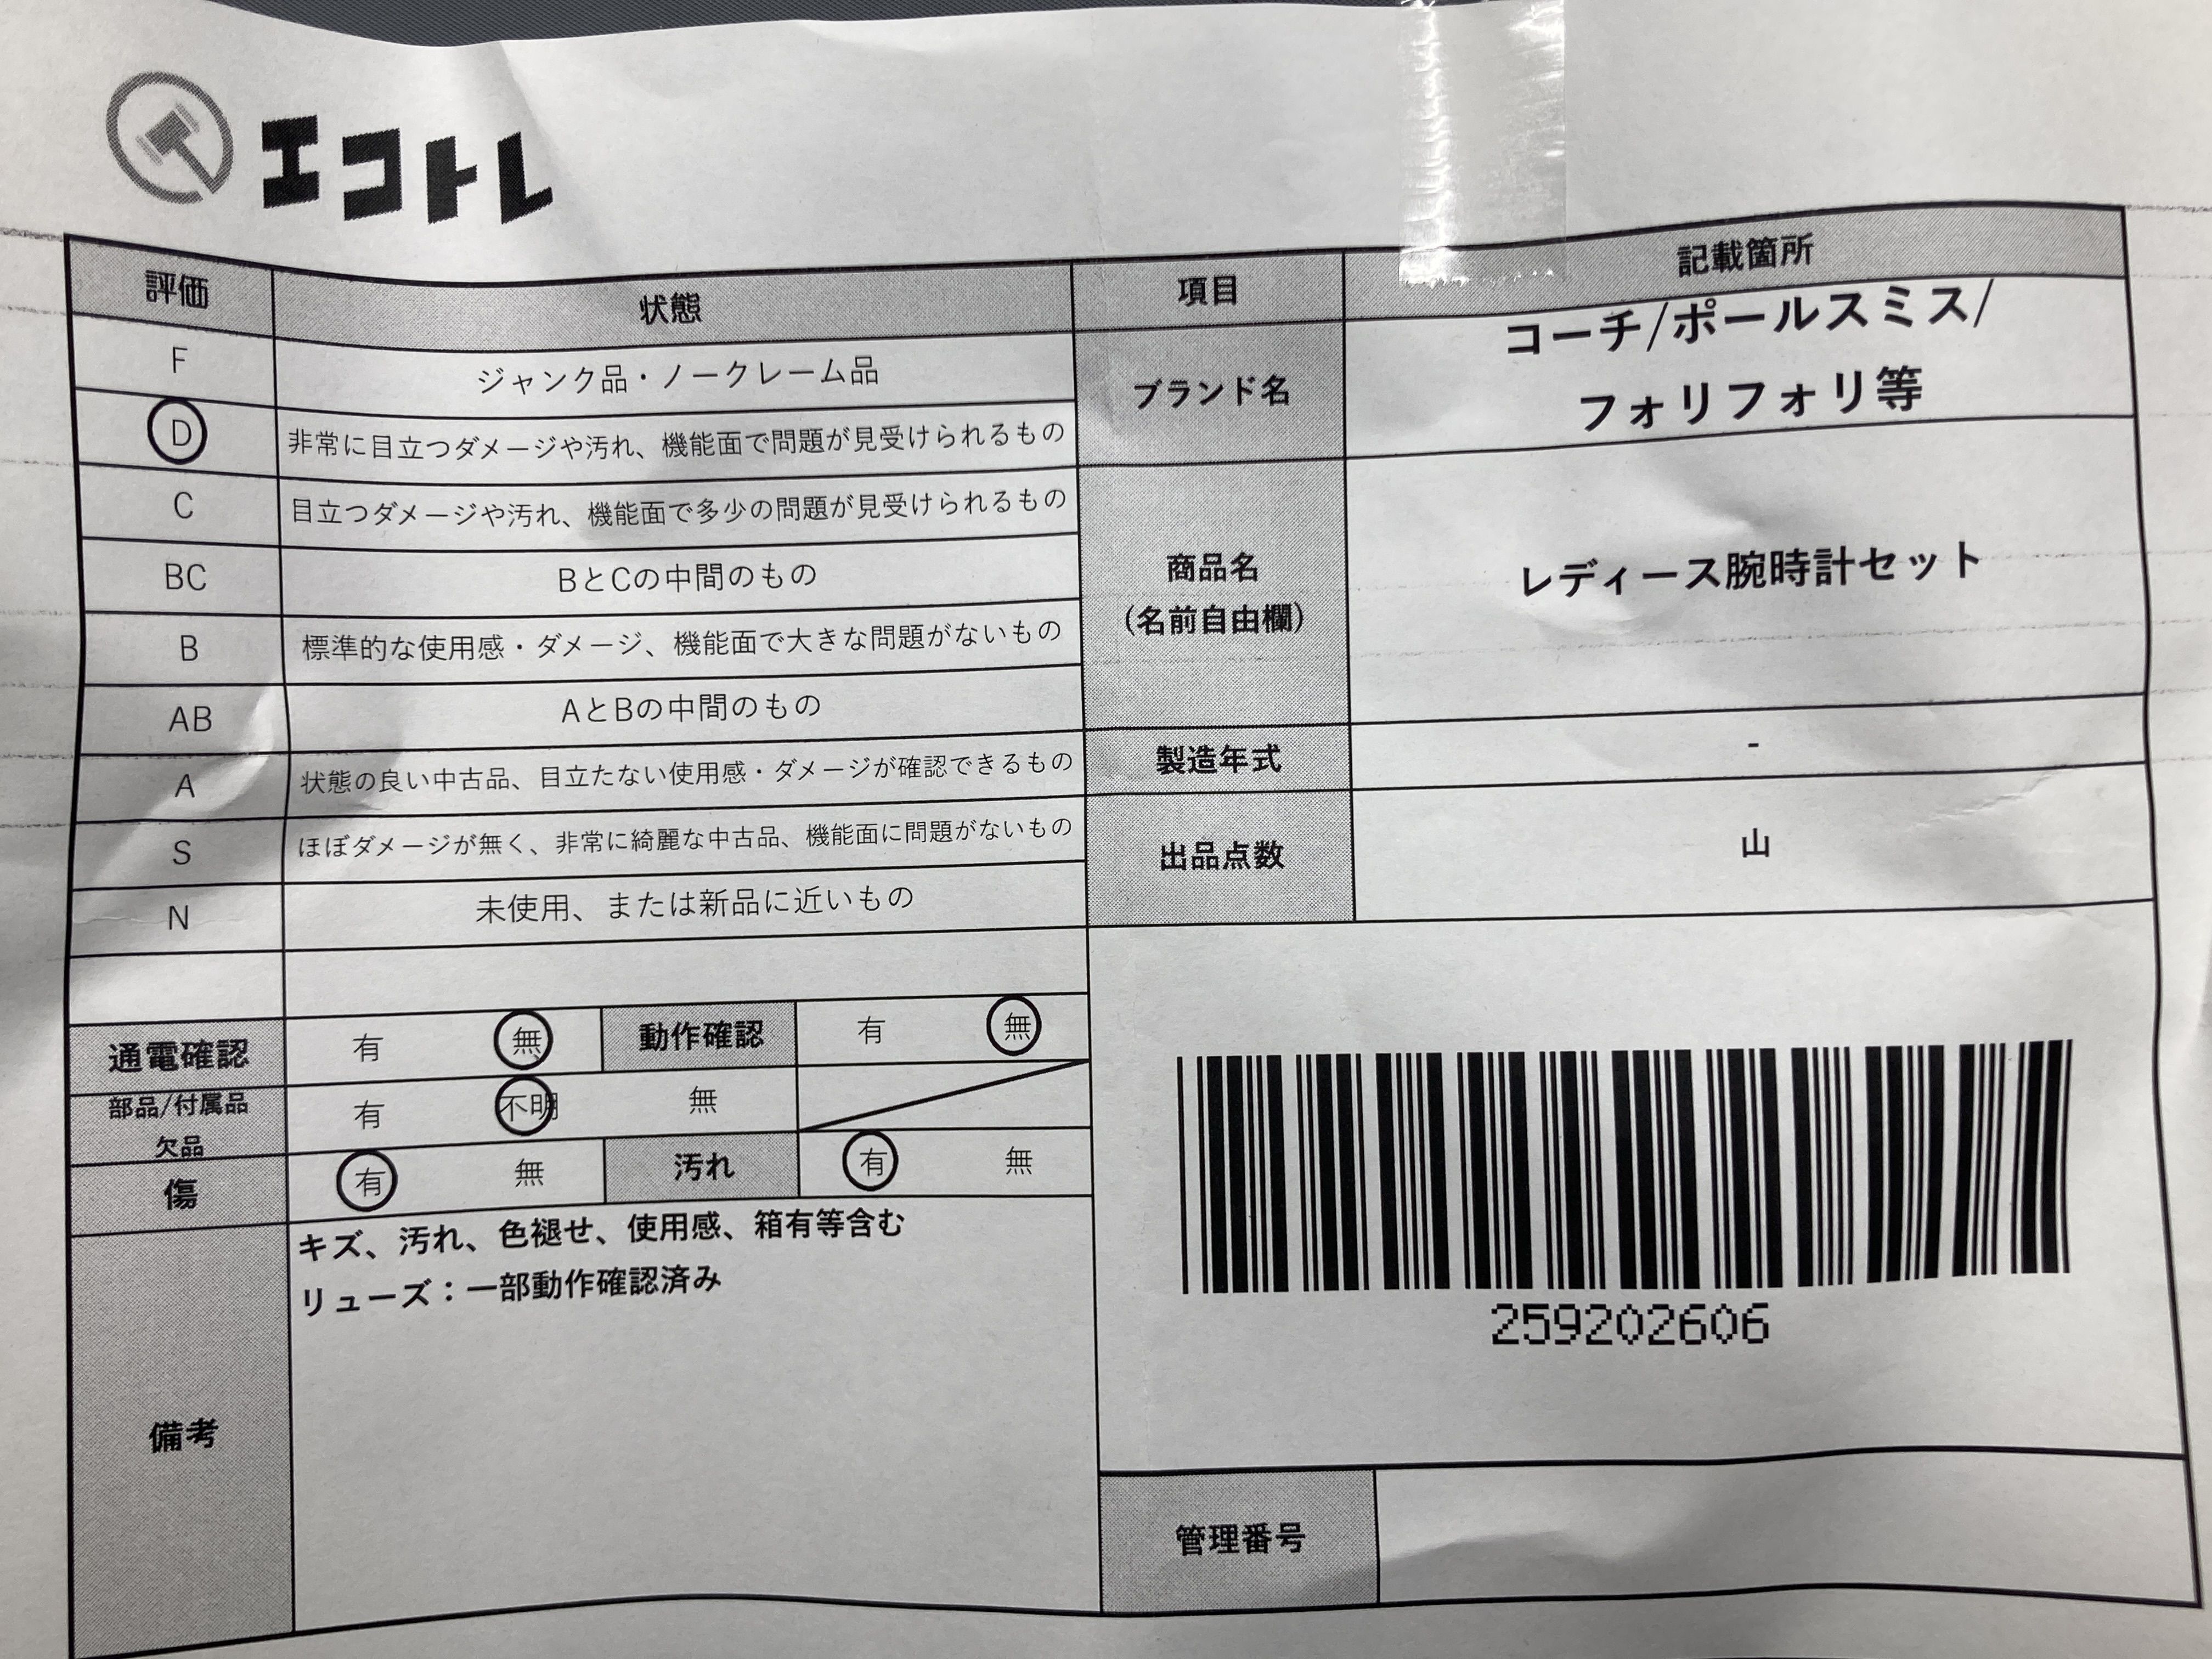 エコトレ
評価 状態 項目 記載箇所
F ジャンク品・ノークレーム品
D 非常に目立つダメージや汚れ、機能面で問題が見受けられるもの
C 目立つダメージや汚れ、機能面で多少の問題が見受けられるもの
BC BとCの中間のもの
B 標準的な使用感・ダメージ、機能面で大きな問題がないもの
AB AとBの中間のもの
A 状態の良い中古品、目立たない使用感・ダメージが確認できるもの
S ほぼダメージが無く、非常に綺麗な中古品、機能面に問題がないもの
N 未使用、または新品に近いもの
通電確認 有 無 動作確認 有 無
部品/付属品
欠品
有 不明 無
傷 有 無 汚れ 有 無
備考
キズ、汚れ、色褪せ、使用感、箱有等含む
リューズ：一部動作確認済み
ブランド名
コーチ/ポールスミス/
フォリフォリ等
商品名
（名前自由欄）
レディース腕時計セット
製造年式 -
出品点数 山
259202606
管理番号